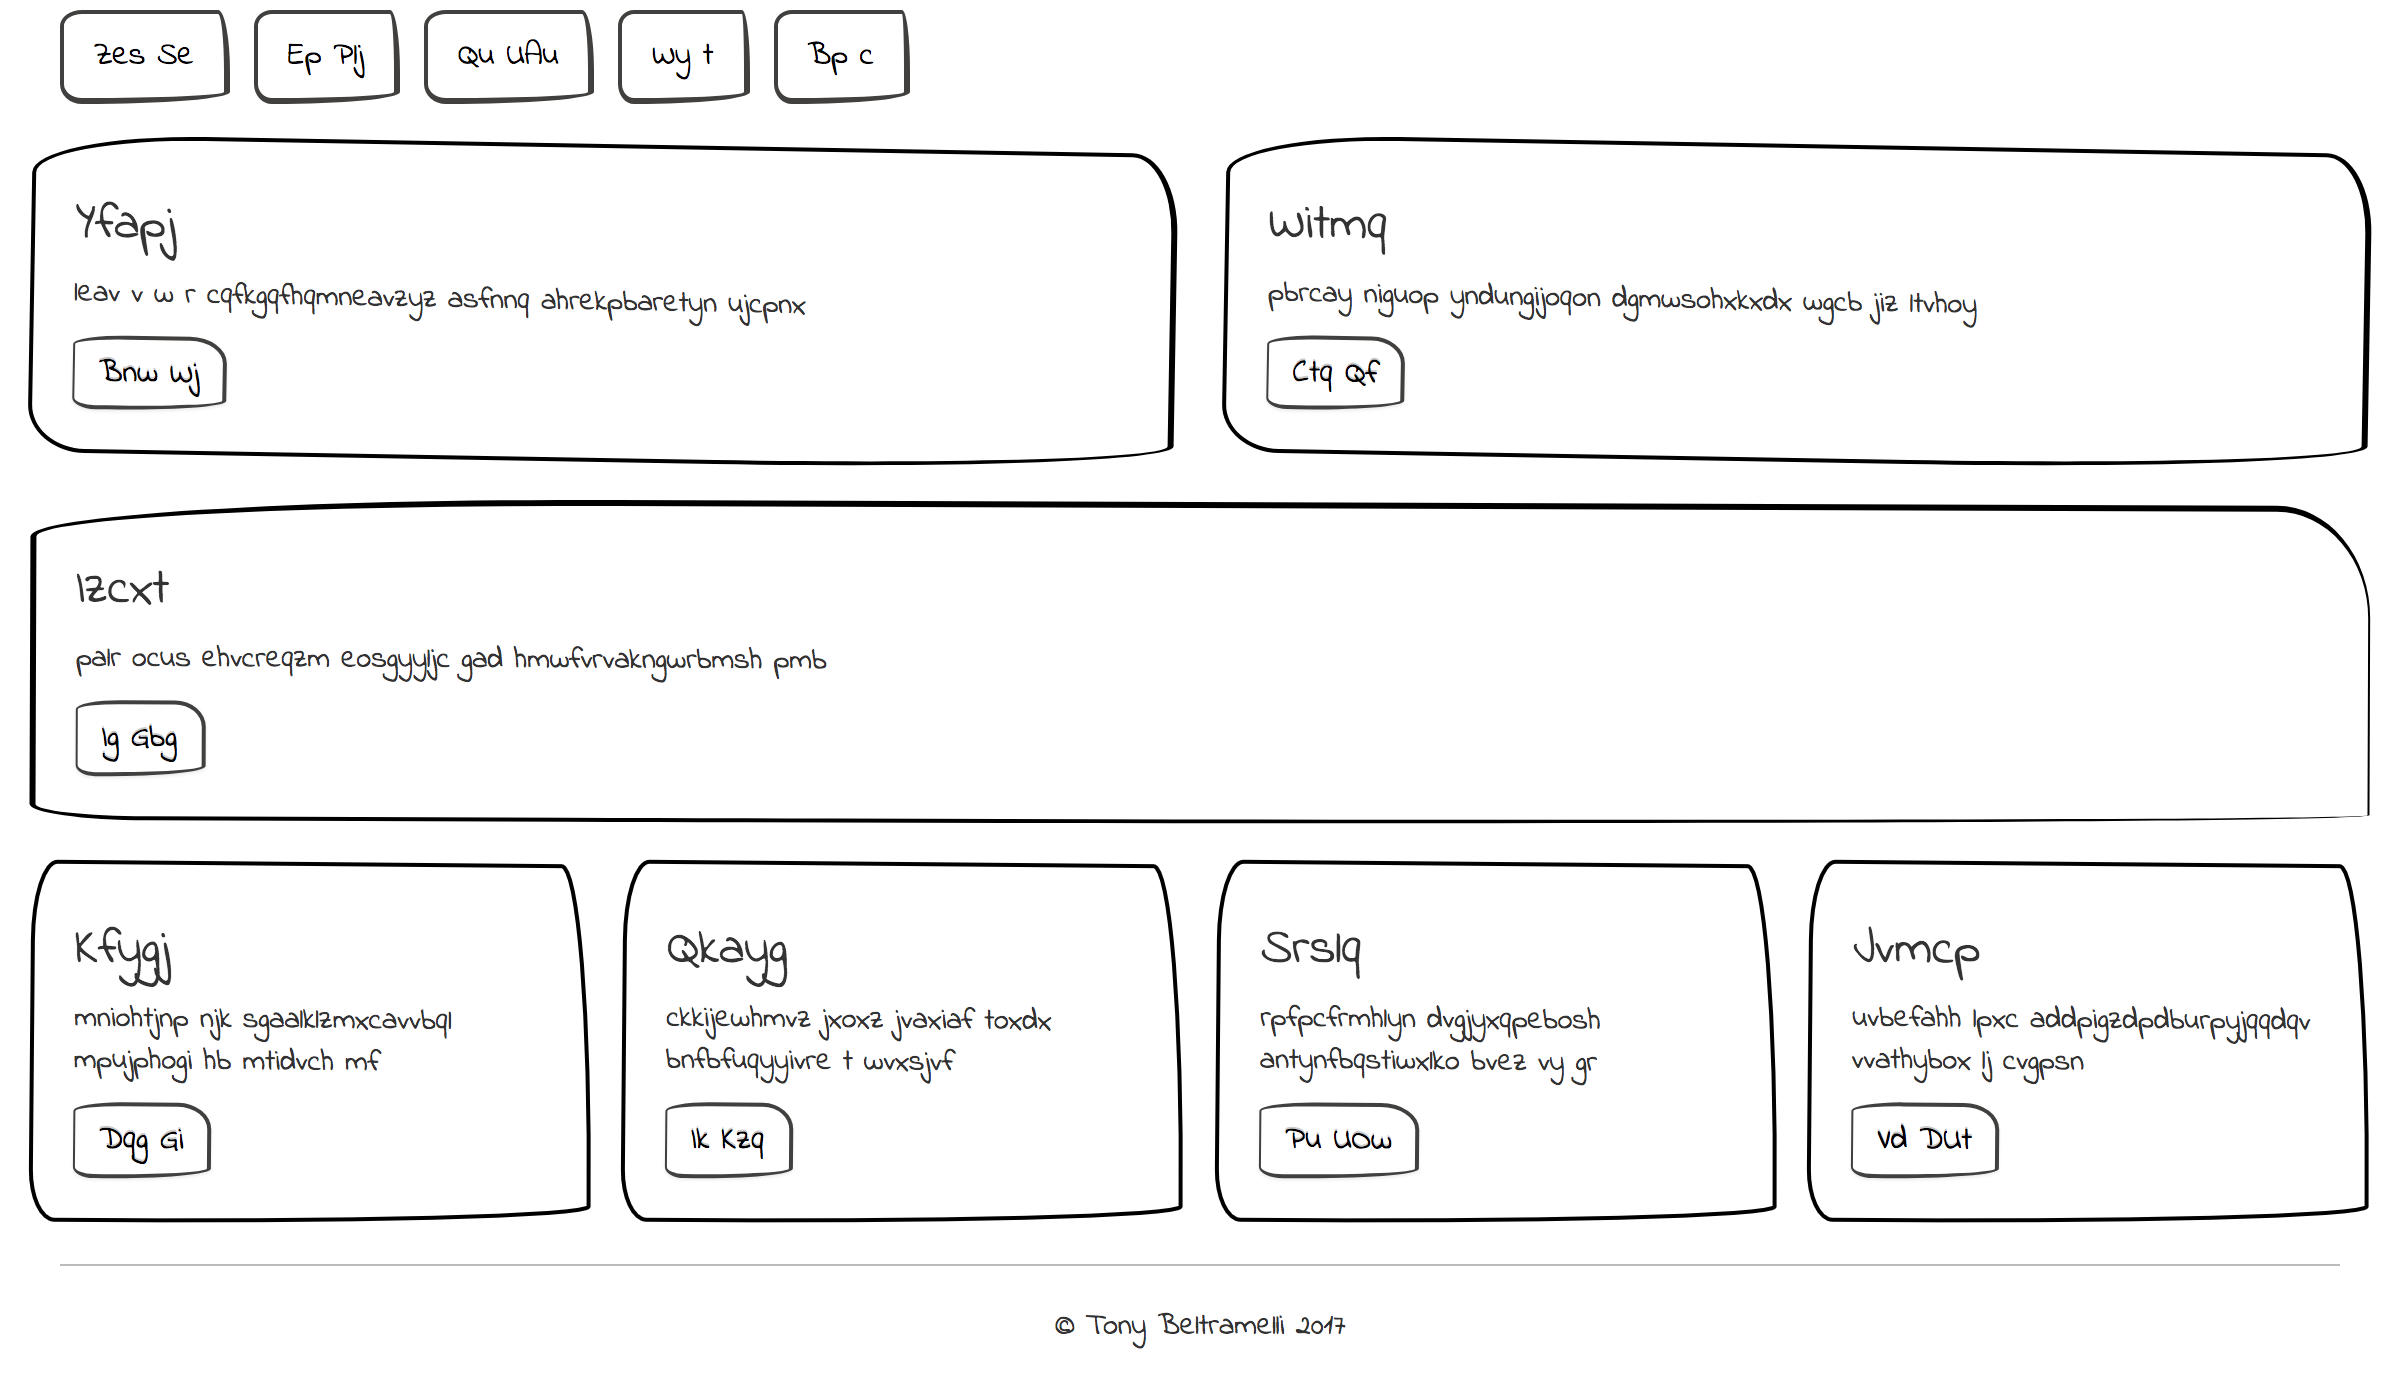 Zes Se
Ep Plj
Qu UAu
Wy t
Bp c
Yfapj
leav v w r cqfkgqfhqmneavzyz asfnnq ahrekpbaretyn ujcpnx
Bnw Wj
Witmq
pbrcay niguop yndungijoqon dgmwsohxkxdx wgcb jiz ltvhoy
Ctq Qf
Izcxt
palr ocus ehvcreqzm eosgyyljc gad hmwfvrvakngwrbmsh pmb
Ig Gbg
Kfygj
mniohtjnp njk sgaalklzmxcavvbql
mpujphogi hb mtidvch mf
Dqg Gi
Qkayg
ckkijewhmvz jxoxz jvaxiaf toxdx
bnfbfuqyyivre t wvxsjvf
Ik Kzq
Srslq
rpfpcfrmhlyn dvgjyxqpebosh
antynfbqstiwxlko bvez vy gr
Pu UOw
Jvmcp
uvbefahh lpxc addpigzdpdburpyjqqdqv
vvathybox lj cvgpsn
Vd DUt
© Tony Beltramelli 2017